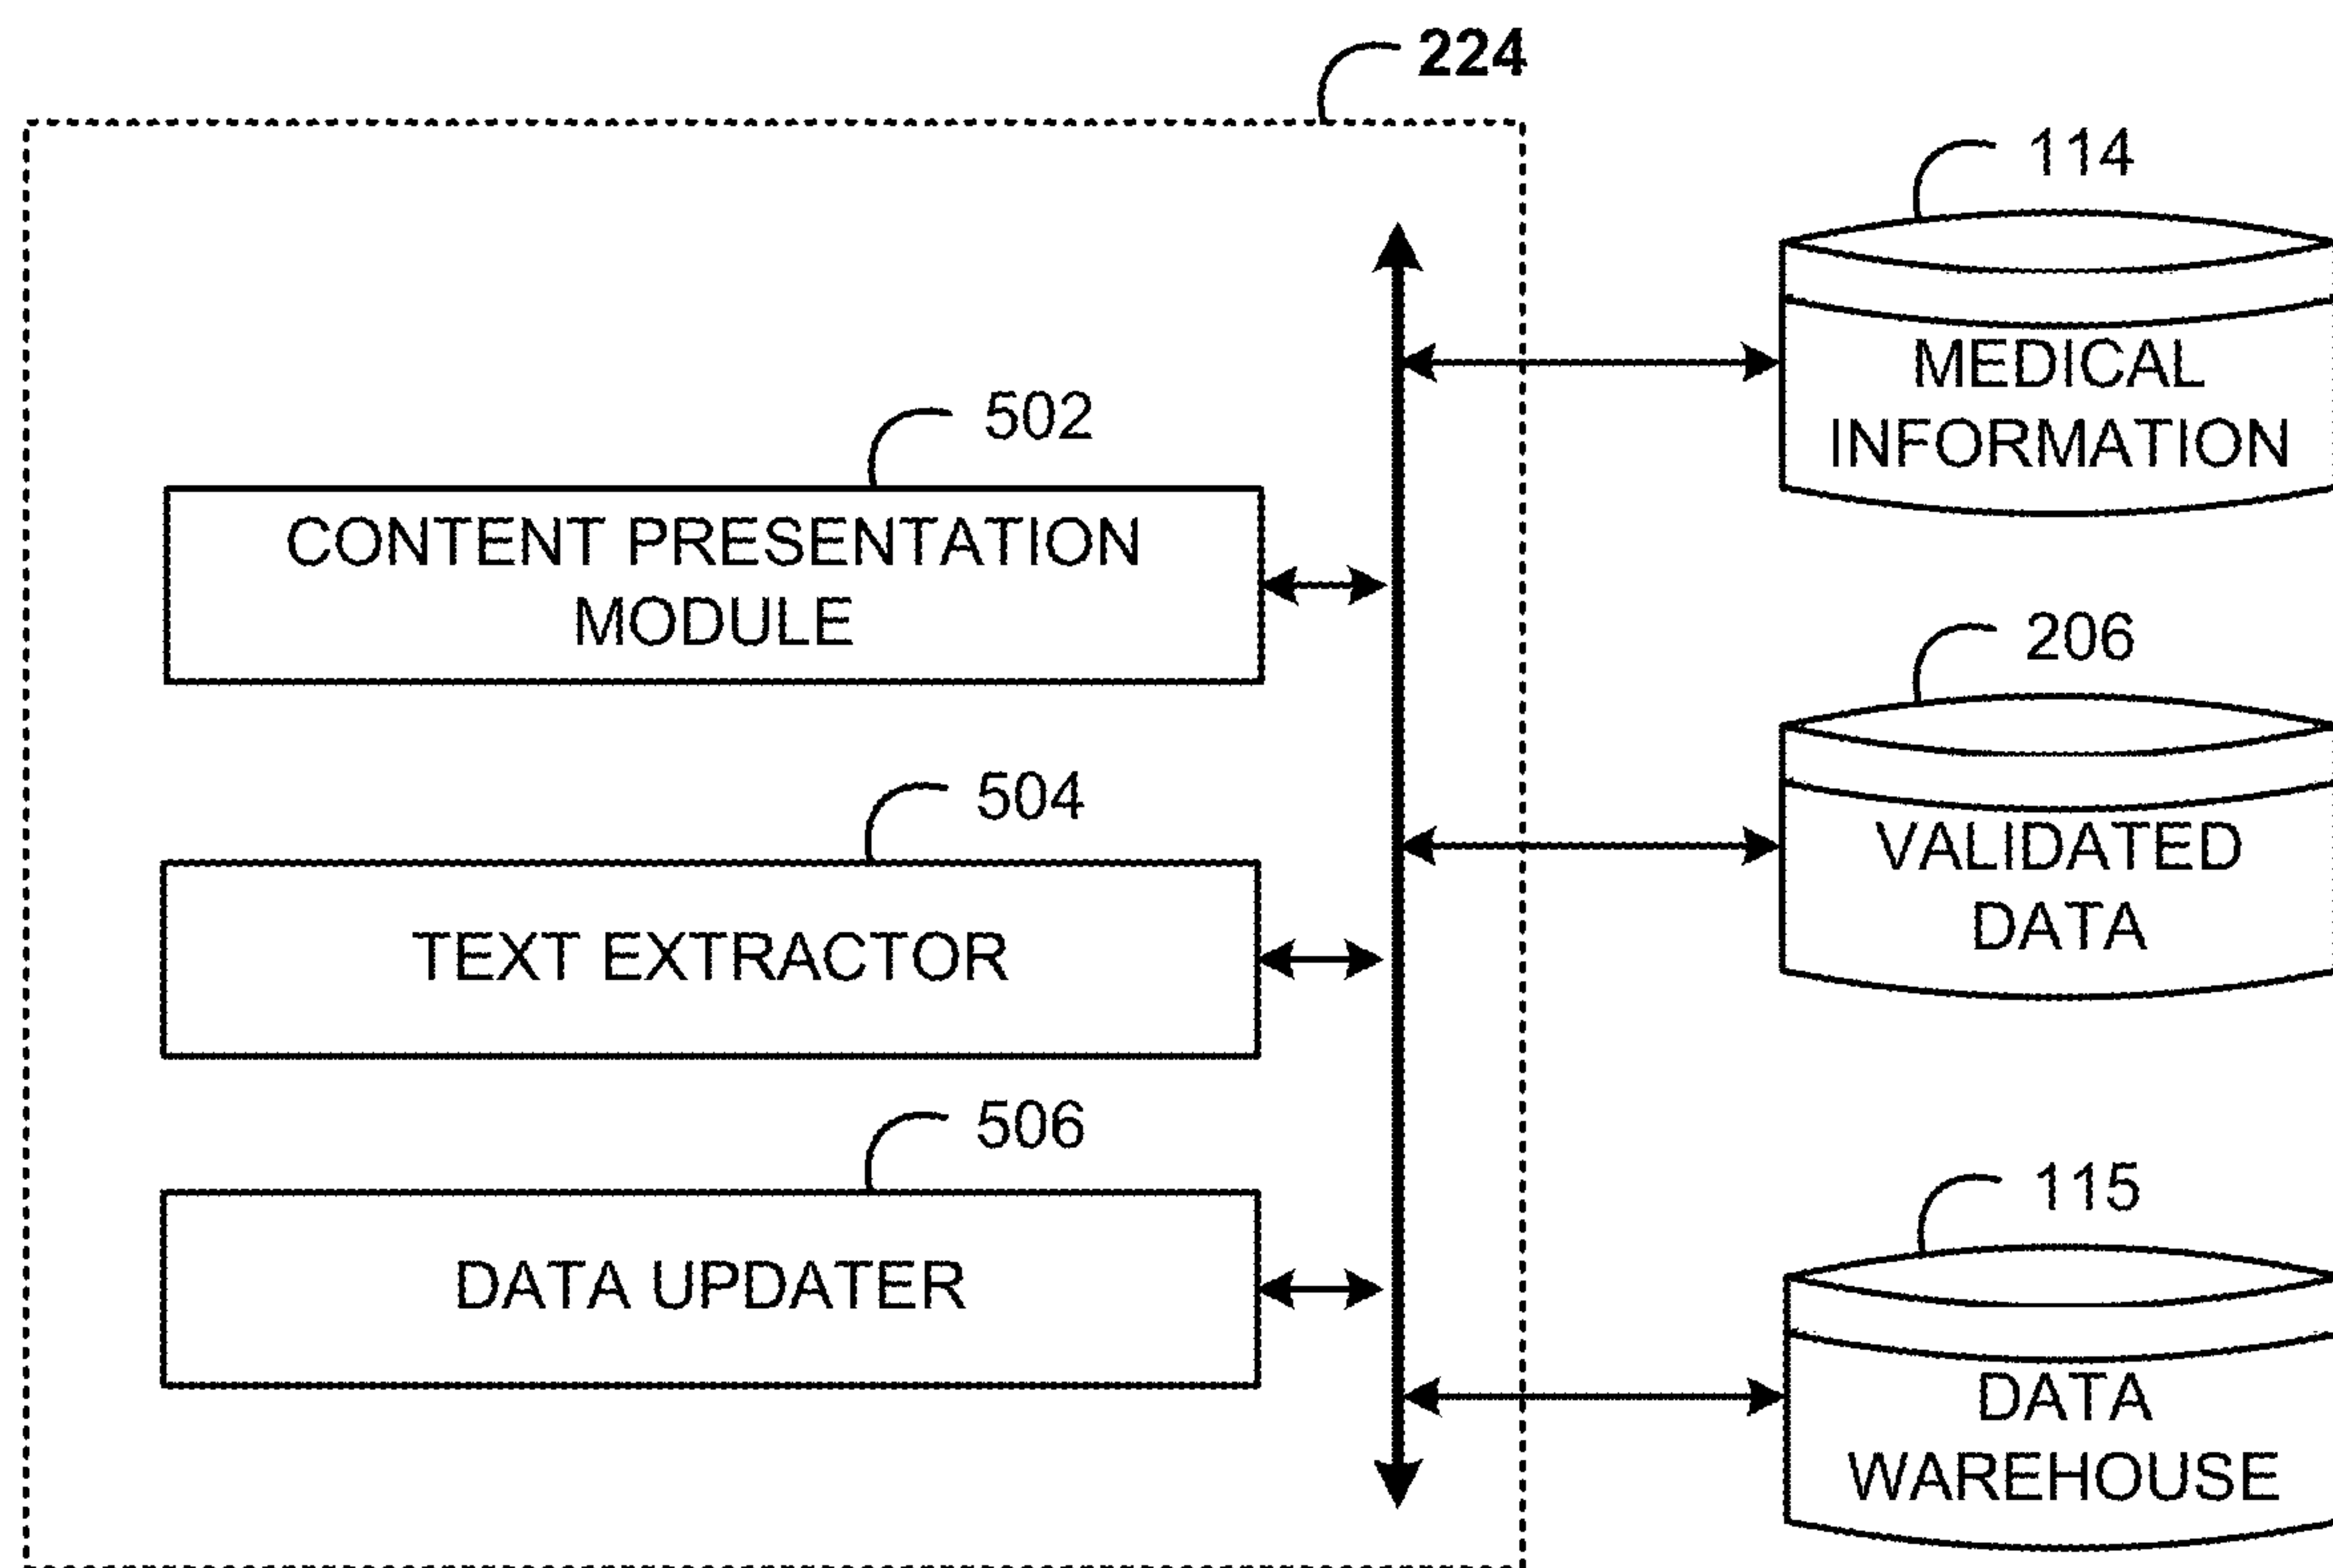 224
114
MEDICAL
INFORMATION
502
CONTENT PRESENTATION
MODULE
206
VALIDATED
DATA
504
TEXT EXTRACTOR
506
DATA UPDATER
115
DATA
WAREHOUSE